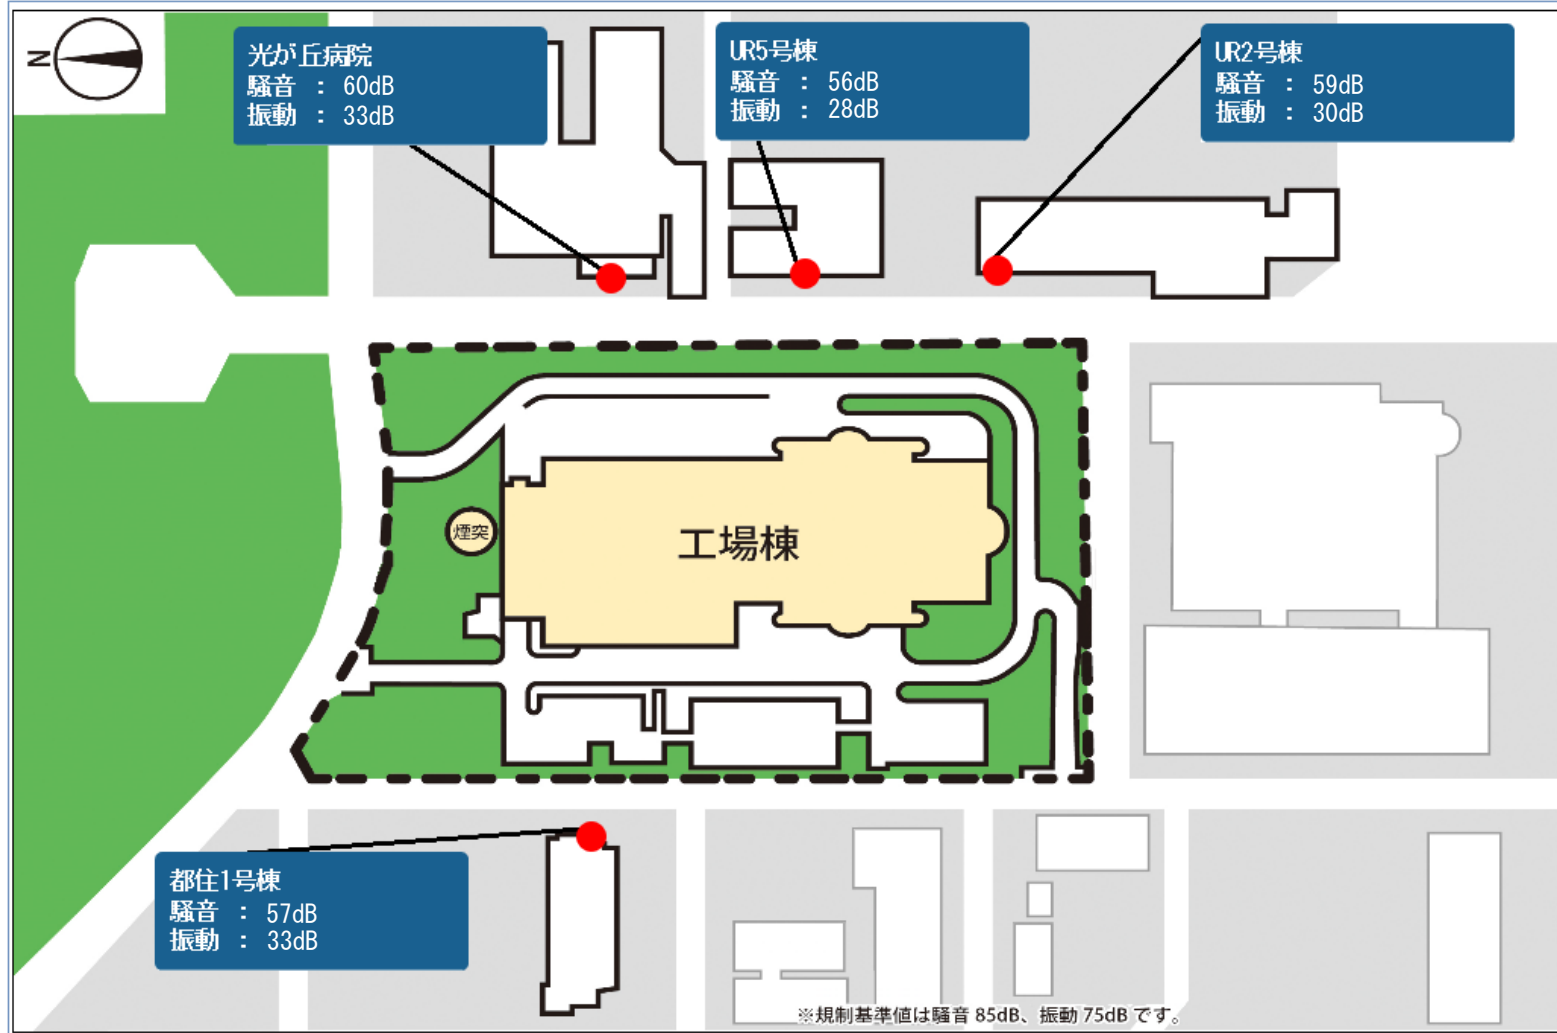 N
光が丘病院
騒音 : 60dB
振動 : 33dB
UR5号棟
騒音 : 56dB
振動 : 28dB
UR2号棟
騒音 : 59dB
振動 : 30dB
煙突
工場棟
都住1号棟
騒音 : 57dB
振動 : 33dB
※規制基準値は騒音 85dB、振動 75dB です。